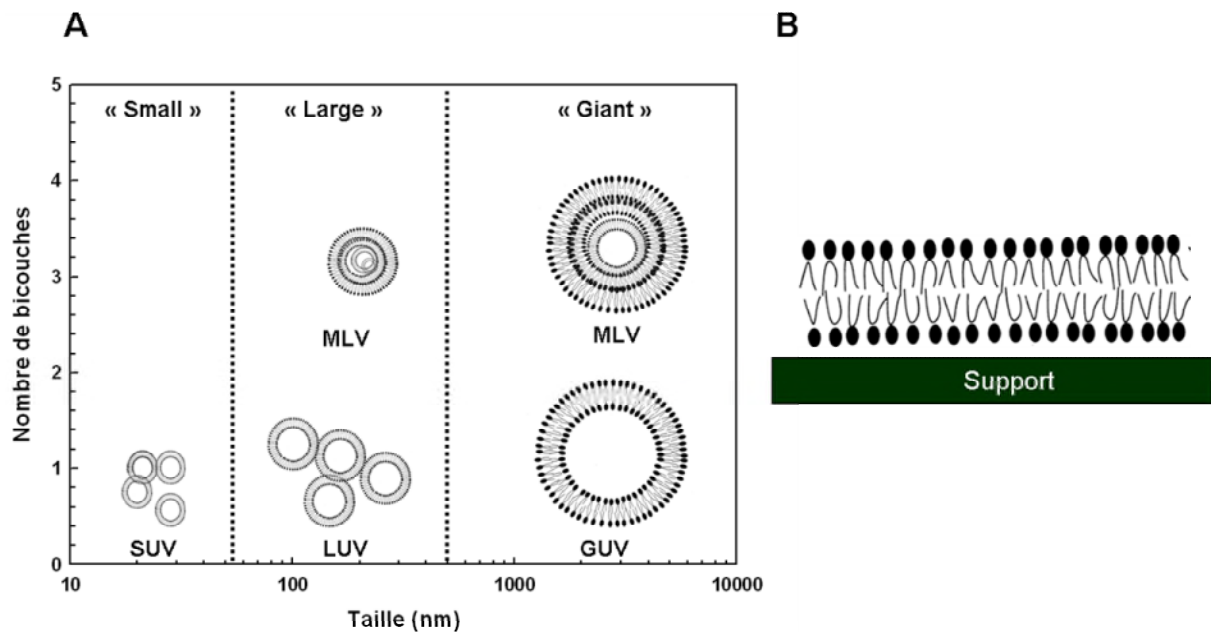 A
B
5
4
3
2
1
0
Nombre de bicouches
« Small »
« Large »
« Giant »
MLV
MLV
SUV
LUV
GUV
10
100
1000
10000
Taille (nm)
Support